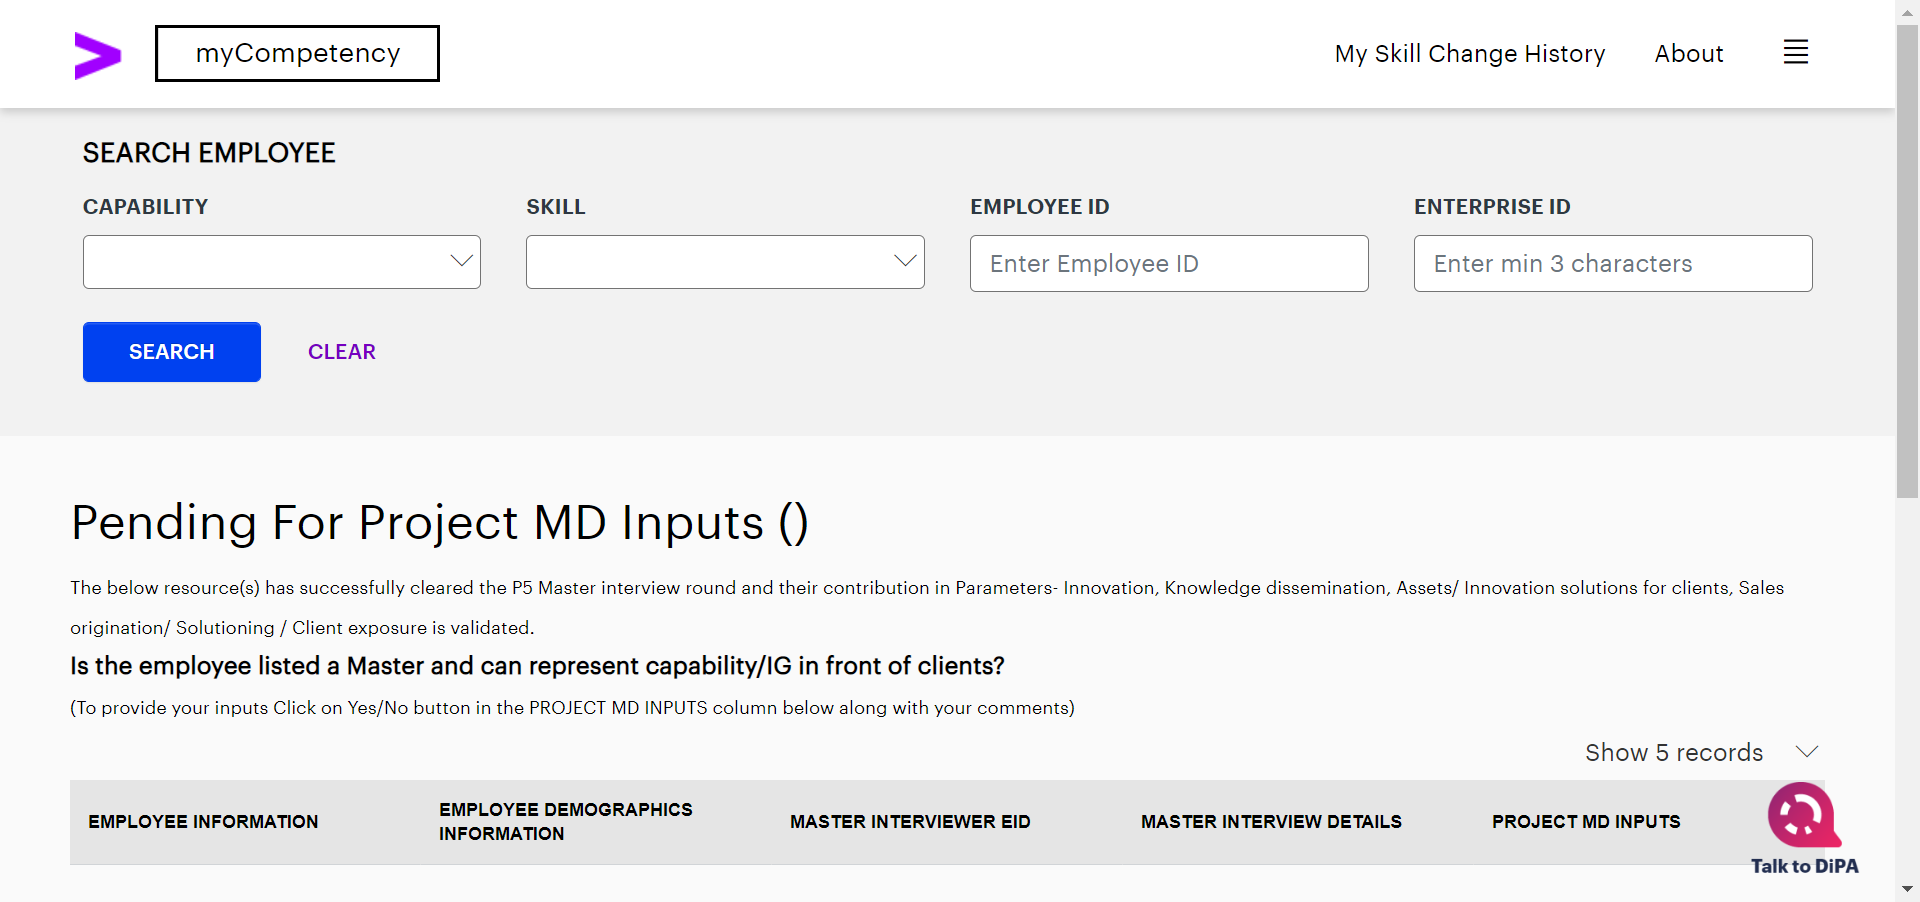 myCompetency
My Skill Change History
About
SEARCH EMPLOYEE
CAPABILITY
SKILL
EMPLOYEE ID
ENTERPRISE ID
Enter Employee ID
Enter min 3 characters
SEARCH
CLEAR
Pending For Project MD Inputs ()
The below resource(s) has successfully cleared the P5 Master interview round and their contribution in Parameters- Innovation, Knowledge dissemination, Assets/ Innovation solutions for clients, Sales
origination/ Solutioning / Client exposure is validated.
Is the employee listed a Master and can represent capability/IG in front of clients?
(To provide your inputs Click on Yes/No button in the PROJECT MD INPUTS column below along with your comments)
Show 5 records
EMPLOYEE INFORMATION
EMPLOYEE DEMOGRAPHICS
INFORMATION
MASTER INTERVIEWER EID
MASTER INTERVIEW DETAILS
PROJECT MD INPUTS
Talk to DiPA